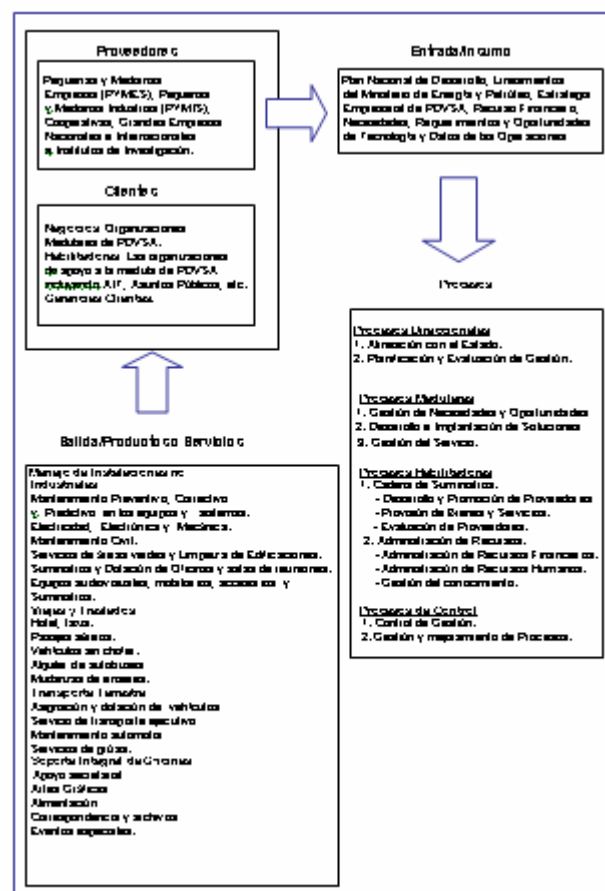 Proveedores
Pequeñas y Medianas
Empresas (PYMES), Pequeñas
y Medianas Industrias (PYMIS),
Cooperativas, Grandes Empresas
Nacionales e Internacionales
e Institutos de Investigación.
Clientes
Negocios: Organizaciones
Medulares de PDVSA.
Habilitadores: Las organizaciones
de apoyo a la medula de PDVSA
incluyendo AIT, Asuntos Públicos, etc.
Gerencias Clientes
Entrada/Insumo
Plan Nacional de Desarrollo, Lineamientos
del Ministerio de Energía y Petróleo, Estrategia
Empresarial de PDVSA, Recurso Financiero,
Necesidades, Requerimientos y Oportunidades
de Tecnología y Datos de las Operaciones
Procesos
Procesos Direccionales
1. Alineación con el Estado.
2. Planificación y Evaluación de Gestión.
Procesos Medulares
1. Gestión de Necesidades y Oportunidades
2. Desarrollo e Implantación de Soluciones
3. Gestión del Servicio.
Procesos Habilitadores
1. Cadena de Suministros.
- Desarrollo y Promoción de Proveedores
- Provisión de Bienes y Servicios.
- Evaluación de Proveedores.
2. Administración de Recursos.
- Administración de Recursos Financieros.
- Administración de Recursos Humanos.
- Gestión del conocimiento.
Procesos de Control
1. Control de Gestión.
2. Gestión y mejoramiento de Procesos.
Salida/Productos o Servicios
Manejo de Instalaciones no
Industriales
Mantenimiento Preventivo, Correctivo
y Predictivo en los equipos y sistemas.
Electricidad, Electrónica y Mecánica.
Mantenimiento Civil.
Servicios de áreas verdes y Limpieza de Edificaciones.
Suministro y Dotación de Oficinas y salas de reuniones.
Equipos audiovisuales, mobiliarios, accesorios y
Suministros.
Viajes y Traslados
Hotel, taxis.
Pasajes aéreos.
Vehículos sin chofer.
Alquiler de autobuses
Mudanzas de enseres.
Transporte Terrestre
Asignación y dotación de vehículos
Servicio de transporte ejecutivo
Mantenimiento automotor
Servicios de grúas.
Soporte Integral de Oficinas
Apoyo secretarial
Artes Gráficas
Alimentación
Correspondencia y archivos
Eventos especiales.